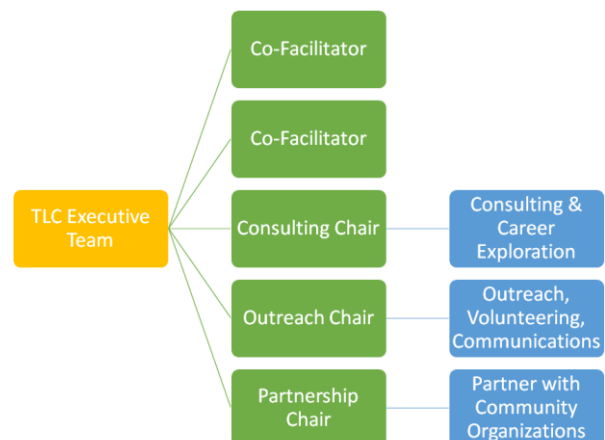 Co-Facilitator
Co-Facilitator
TLC Executive
Team
Consulting Chair
Consulting &
Career
Exploration
Outreach Chair
Outreach,
Volunteering,
Communications
Partnership
Chair
Partner with
Community
Organizations